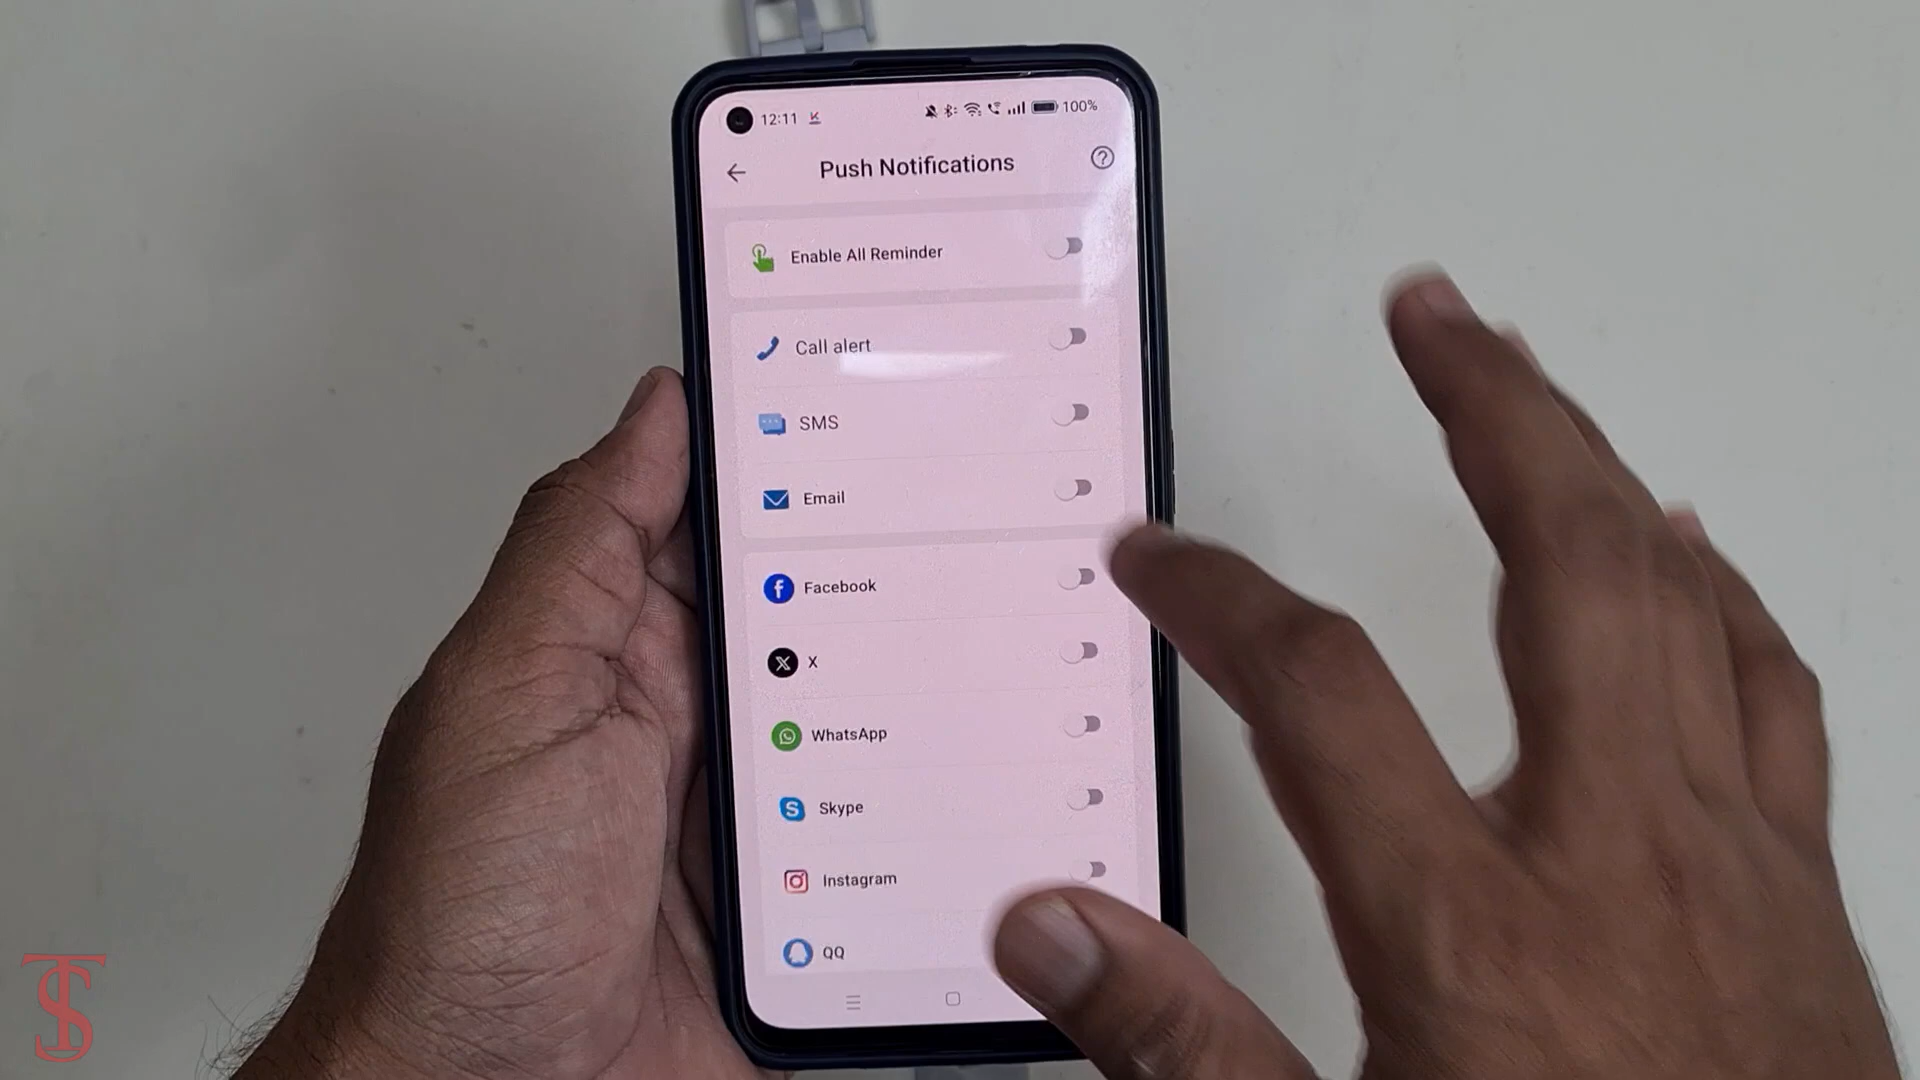 12:11
100%
Push Notifications
Enable All Reminder
Call alert
SMS
Email
Facebook
X
WhatsApp
Skype
Instagram
QQ